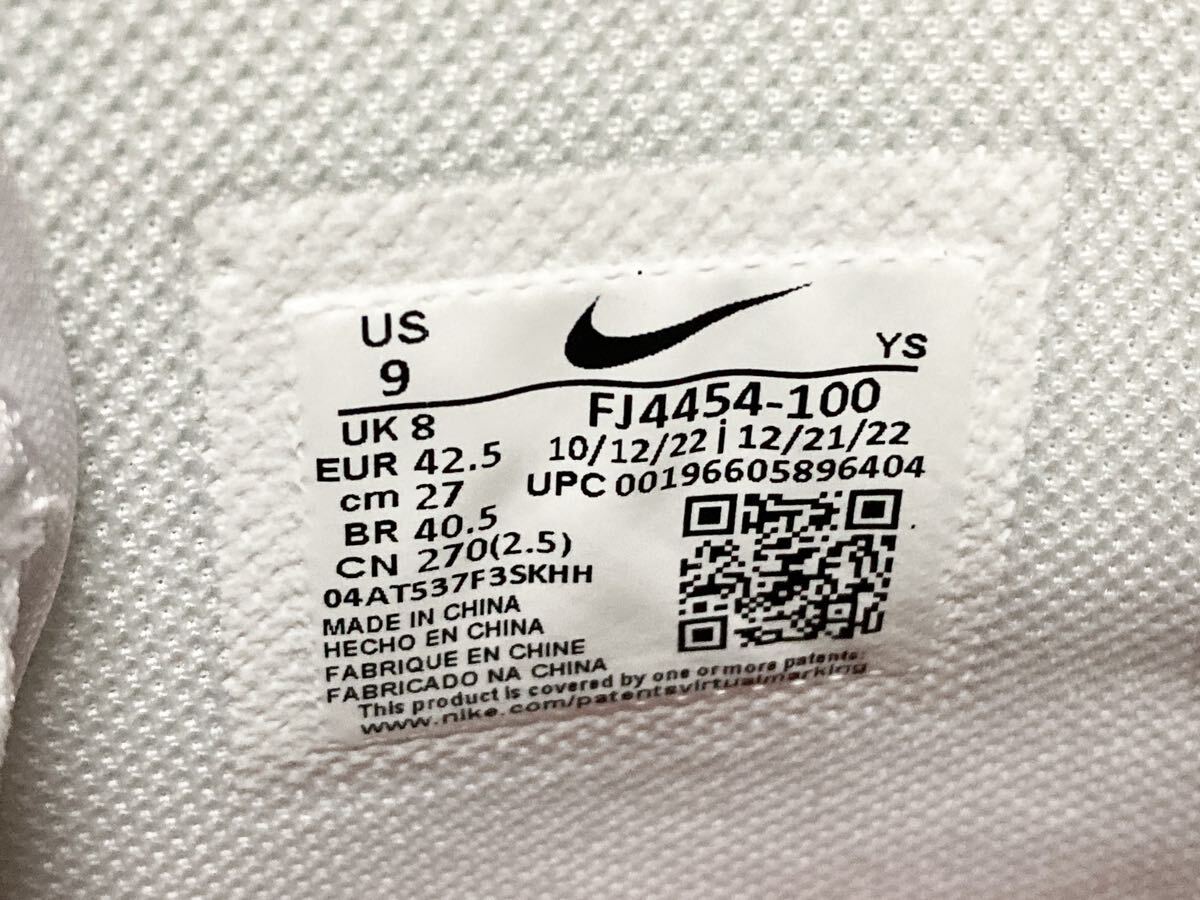 US
9
YS
UK 8
FJ4454-100
EUR 42.5
10/12/22 | 12/21/22
cm 27
UPC 00196605896404
BR 40.5
CN 270(2.5)
04AT537F3SKHH
MADE IN CHINA
HECHO EN CHINA
FABRIQUE EN CHINE
FABRICADO NA CHINA
This product is covered by one or more patents:
www.nike.com/patentsvirtualmarking